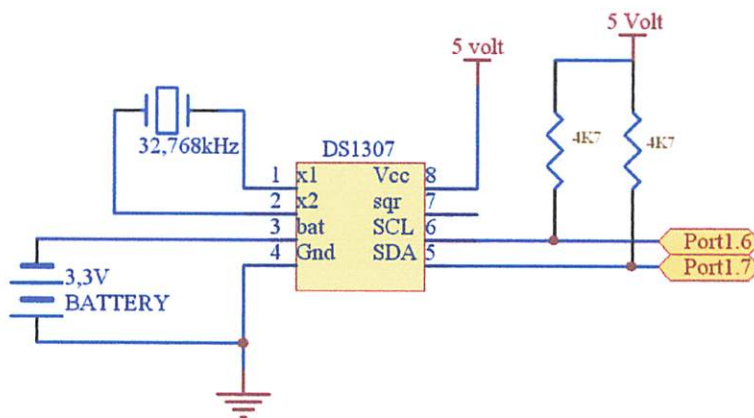 5 Volt
5 volt
4K7
4K7
32,768kHz
DS1307
1 x1 Vcc 8
2 x2 sqr 7
3 bat SCL 6
4 Gnd SDA 5
Port1.6
Port1.7
3,3V
BATTERY